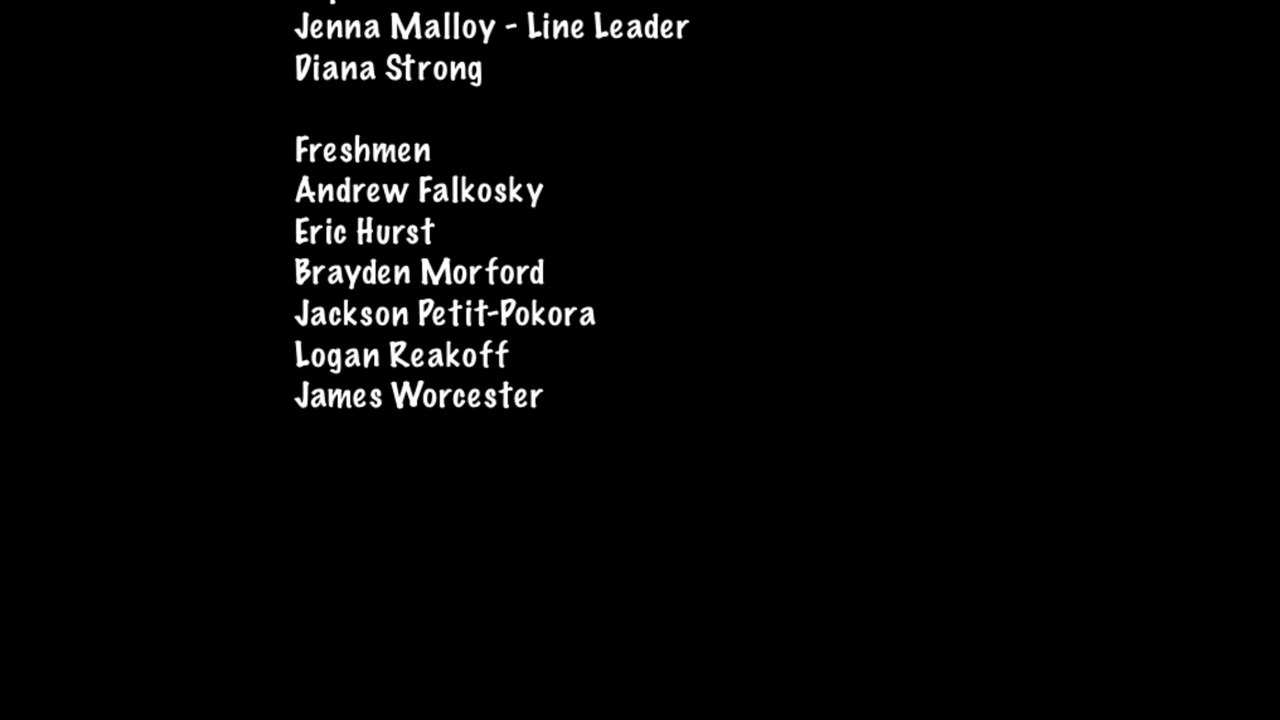 Jenna Malloy - Line Leader
Diana Strong
Freshmen
Andrew Falkosky
Eric Hurst
Brayden Morford
Jackson Petit-Pokora
Logan Reakoff
James Worcester